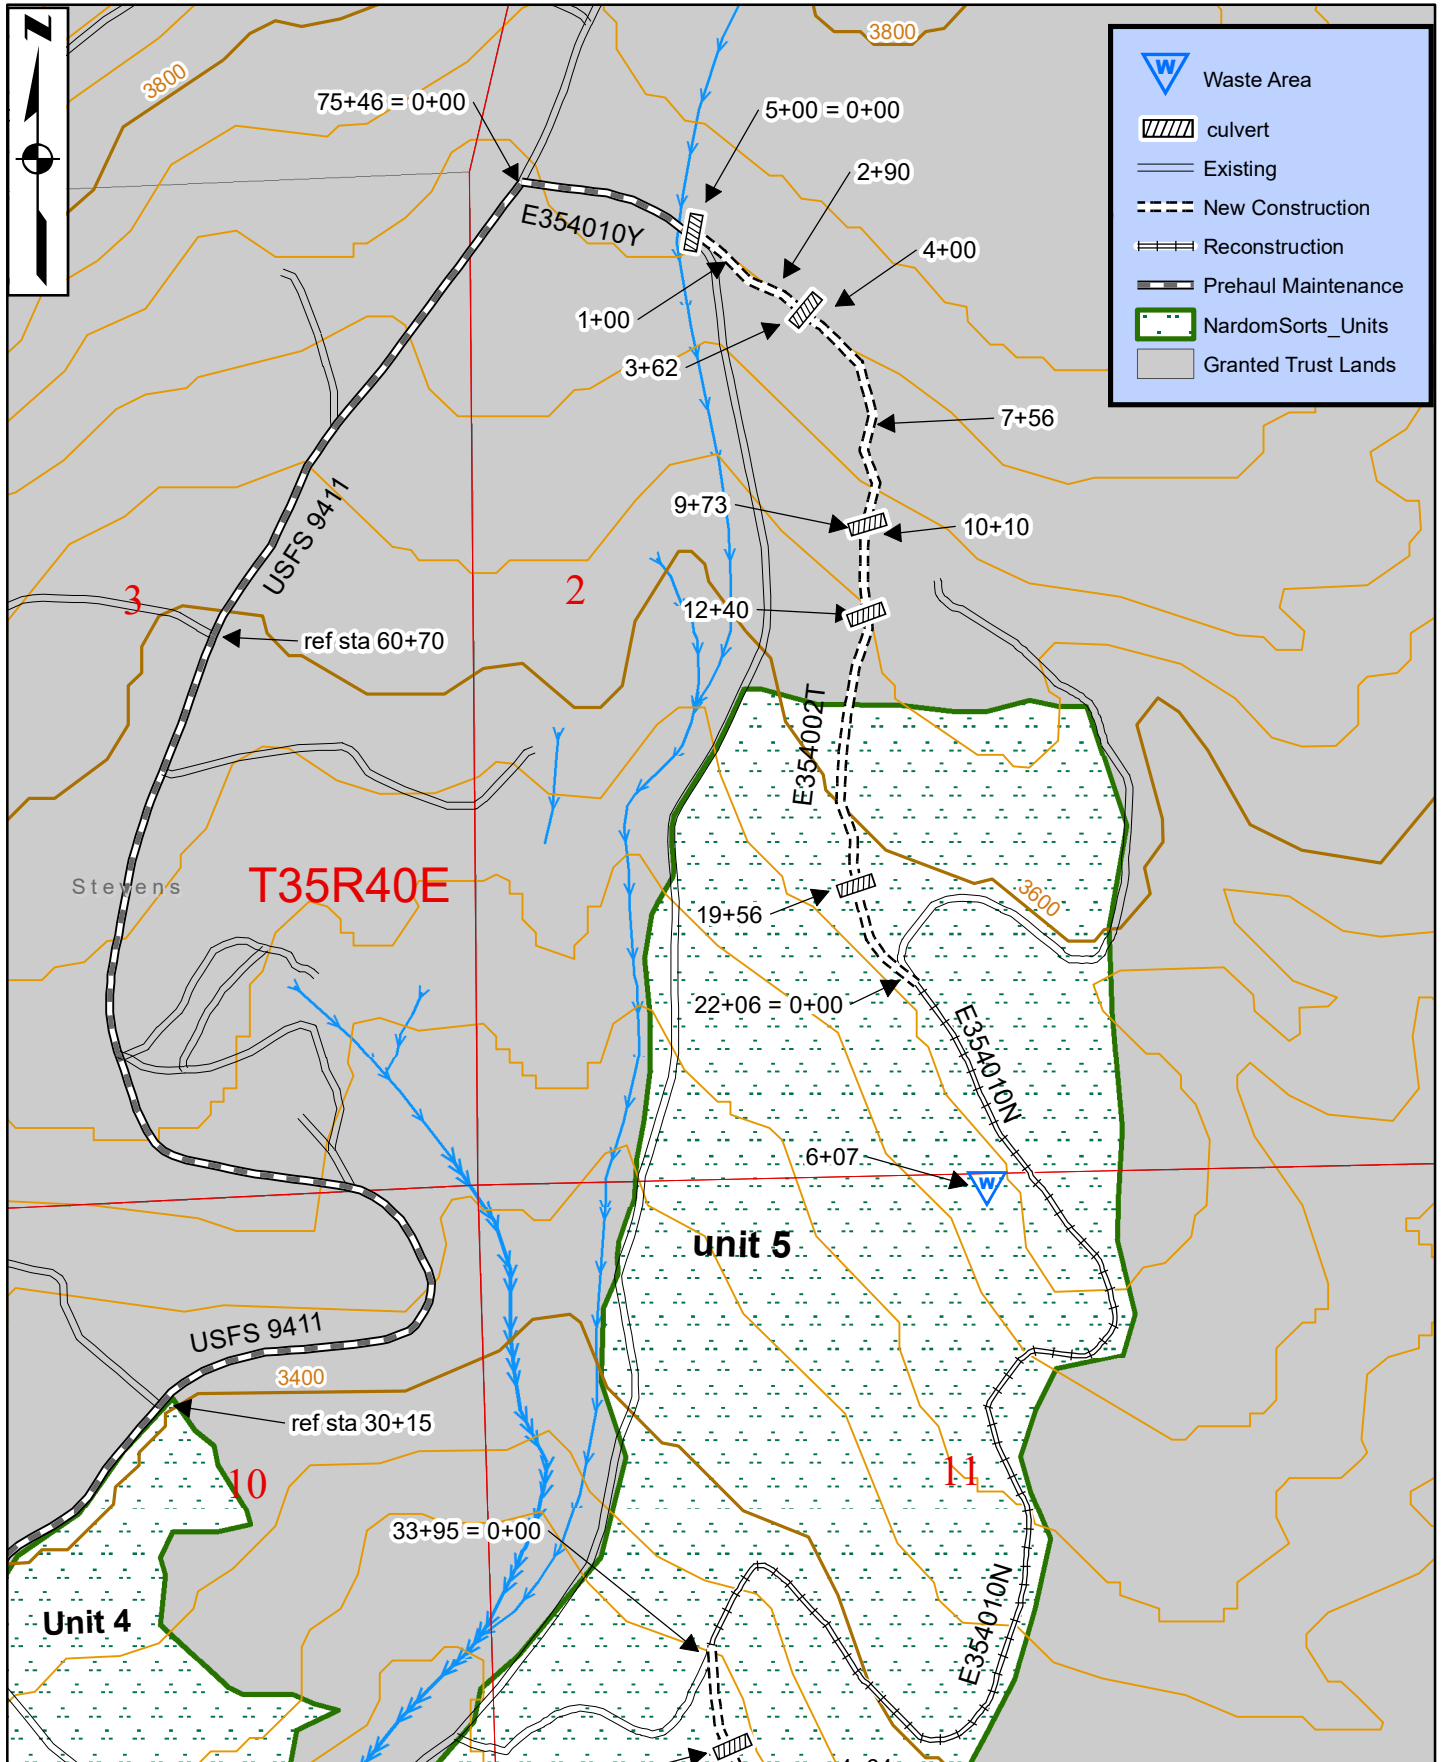 N
3800
3800
W
Waste Area
culvert
Existing
New Construction
Reconstruction
Prehaul Maintenance
NardomSorts_Units
Granted Trust Lands
75+46 = 0+00
5+00 = 0+00
2+90
E354010Y
4+00
1+00
3+62
7+56
USFS 9411
9+73
10+10
3
2
12+40
ref sta 60+70
E354002T
Stevens
T35R40E
3600
19+56
22+06 = 0+00
E354010N
6+07
W
unit 5
USFS 9411
3400
ref sta 30+15
10
11
33+95 = 0+00
E354010N
Unit 4